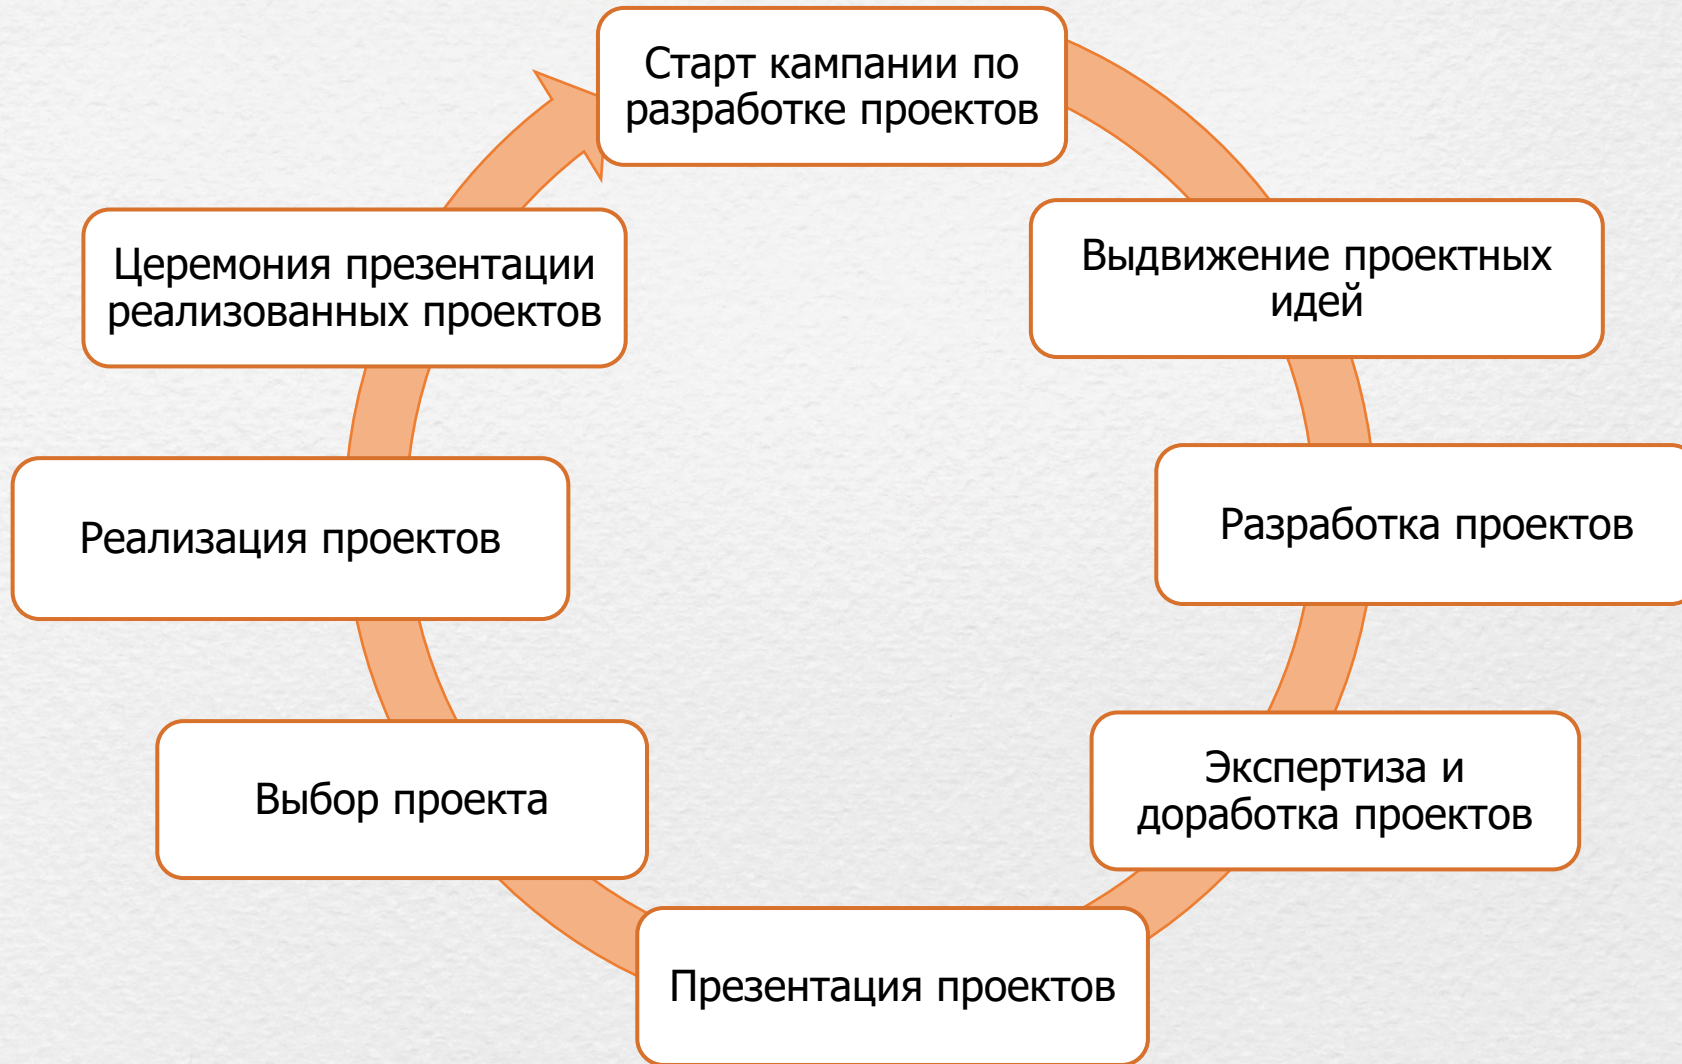 Старт кампании по
разработке проектов
Выдвижение проектных
идей
Разработка проектов
Экспертиза и
доработка проектов
Презентация проектов
Выбор проекта
Реализация проектов
Церемония презентации
реализованных проектов